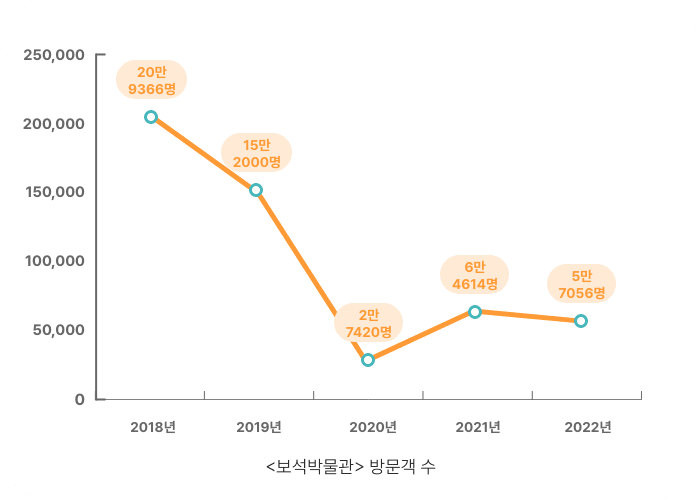 250,000
200,000
150,000
100,000
50,000
0
20만
9366명
15만
2000명
2만
7420명
6만
4614명
5만
7056명
2018년
2019년
2020년
2021년
2022년
<보석박물관> 방문객 수